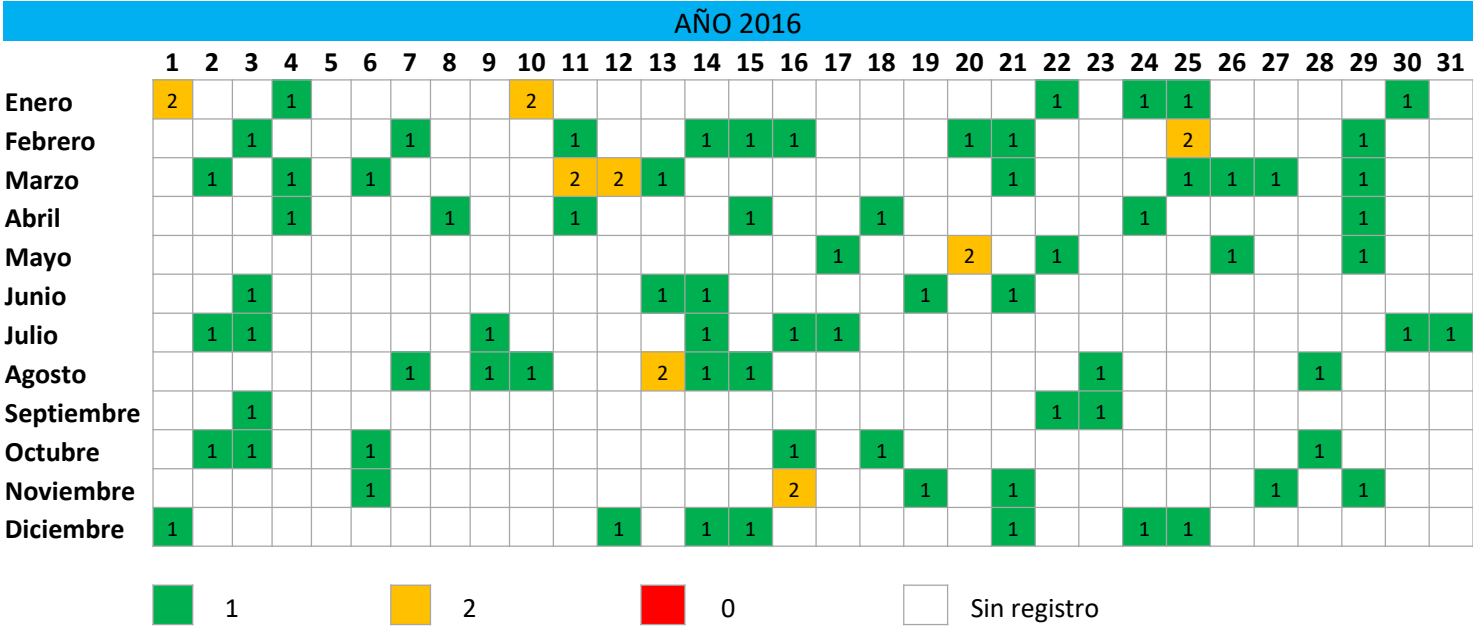 AÑO 2016
1 2 3 4 5 6 7 8 9 10 11 12 13 14 15 16 17 18 19 20 21 22 23 24 25 26 27 28 29 30 31
Enero 2 1 2 1 1 1 1
Febrero 1 1 1 1 1 1 1 1 2 1
Marzo 1 1 1 2 2 1 1 1 1 1 1
Abril 1 1 1 1 1 1 1
Mayo 1 2 1 1 1
Junio 1 1 1 1 1
Julio 1 1 1 1 1 1 1 1
Agosto 1 1 1 2 1 1 1 1
Septiembre 1 1 1
Octubre 1 1 1 1 1 1
Noviembre 1 2 1 1 1 1
Diciembre 1 1 1 1 1 1 1
1 2 0 Sin registro